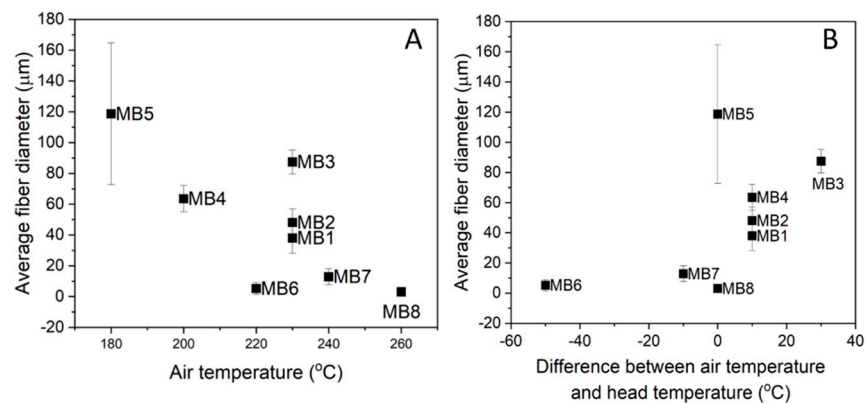 A
Average fiber diameter (μm)
180
160
140
120
100
80
60
40
20
0
-20
MB5
MB3
MB4
MB2
MB1
MB7
MB6
MB8
180
200
220
240
260
Air temperature (°C)
B
Average fiber diameter (μm)
180
160
140
120
100
80
60
40
20
0
-20
MB5
MB3
MB4
MB2
MB1
MB7
MB6
MB8
-60
-40
-20
0
20
40
Difference between air temperature
and head temperature (°C)